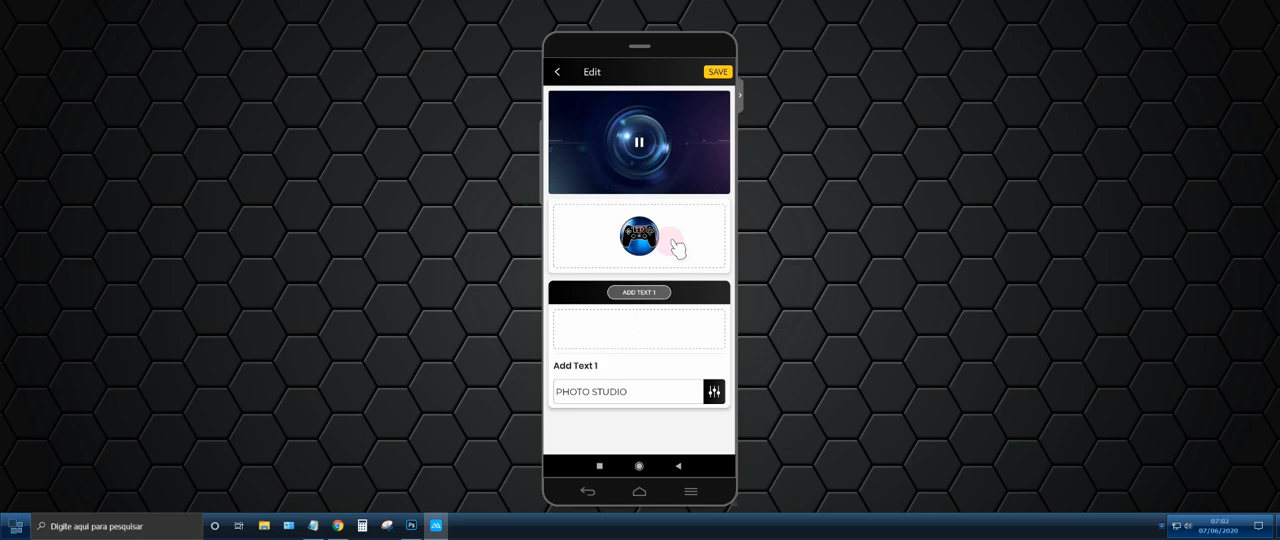 Edit
SAVE
ADD TEXT 1
Add Text 1
PHOTO STUDIO
Digite aqui para pesquisar
Ps
07:02
07/06/2020